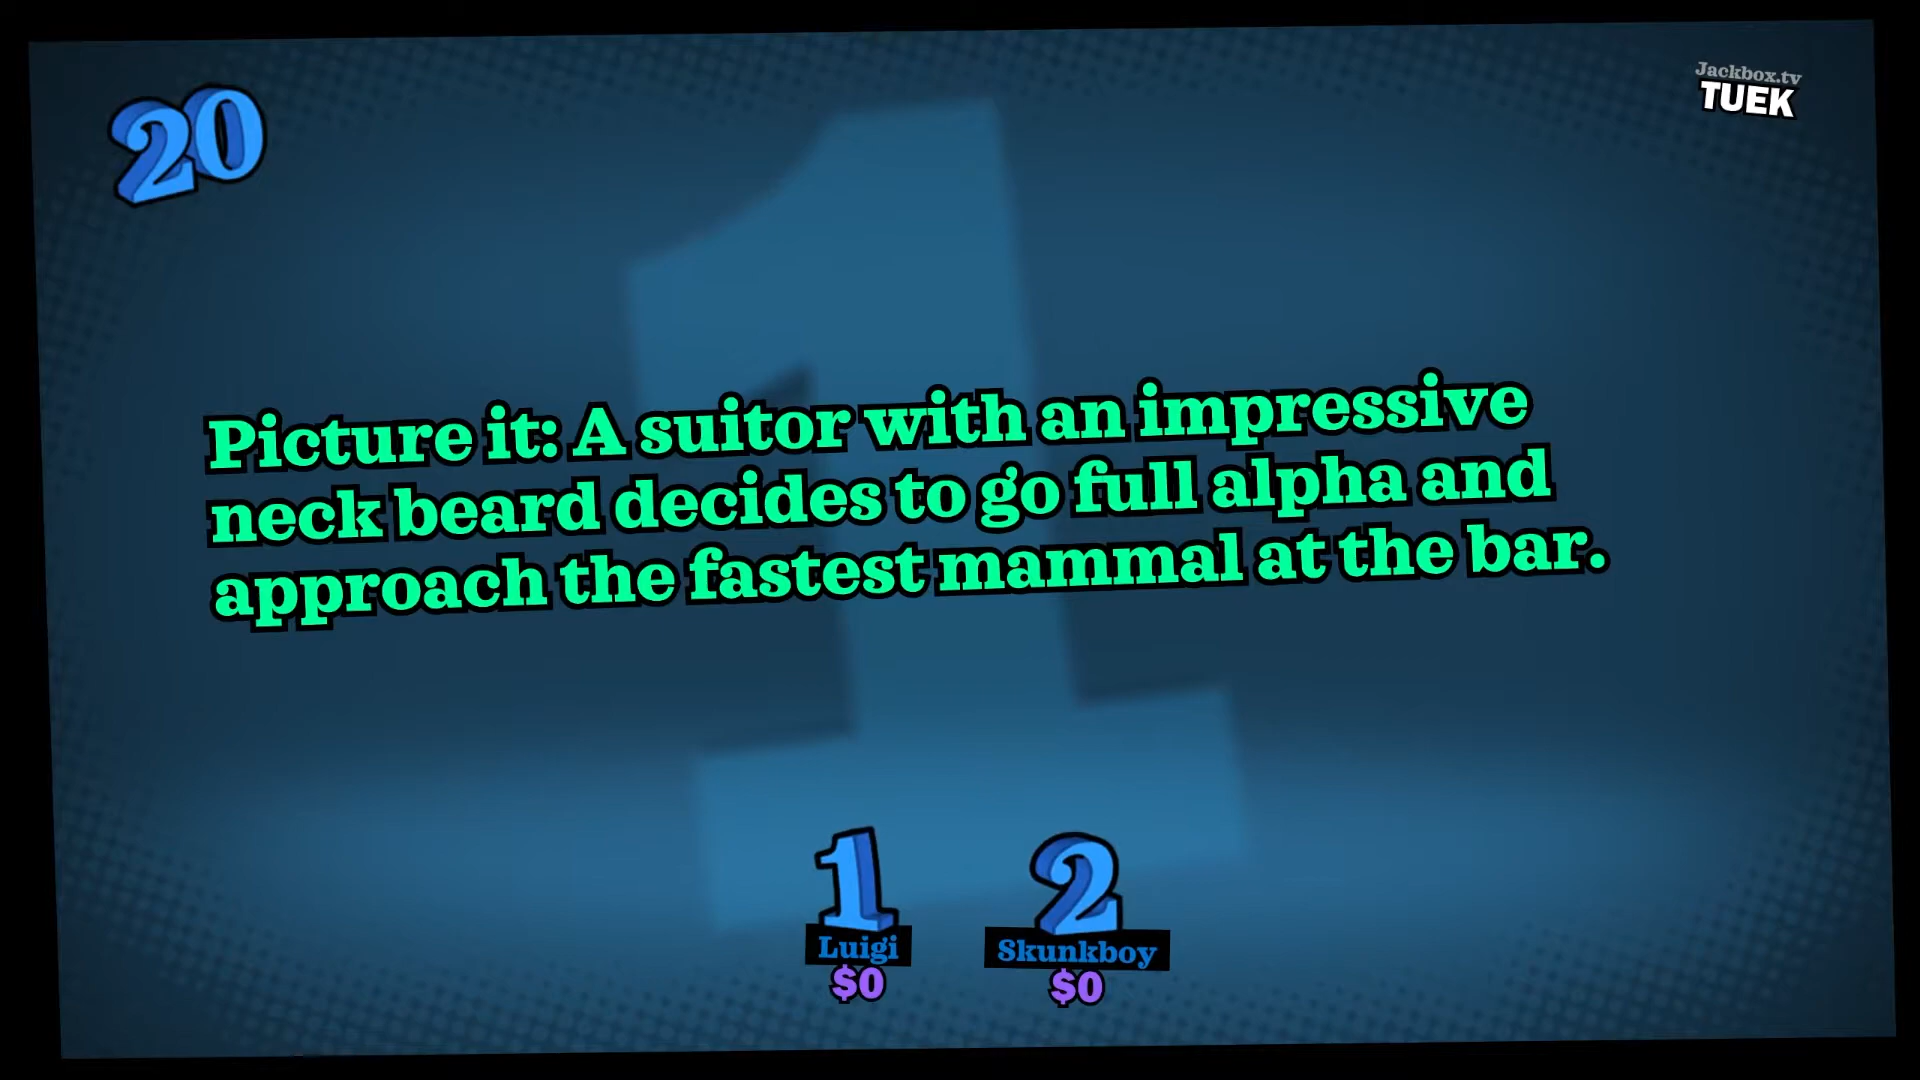 20
Jackbox.tv
TUEK
Picture it: A suitor with an impressive
neck beard decides to go full alpha and
approach the fastest mammal at the bar.
1
1
Luigi
$0
2
Skunkboy
$0